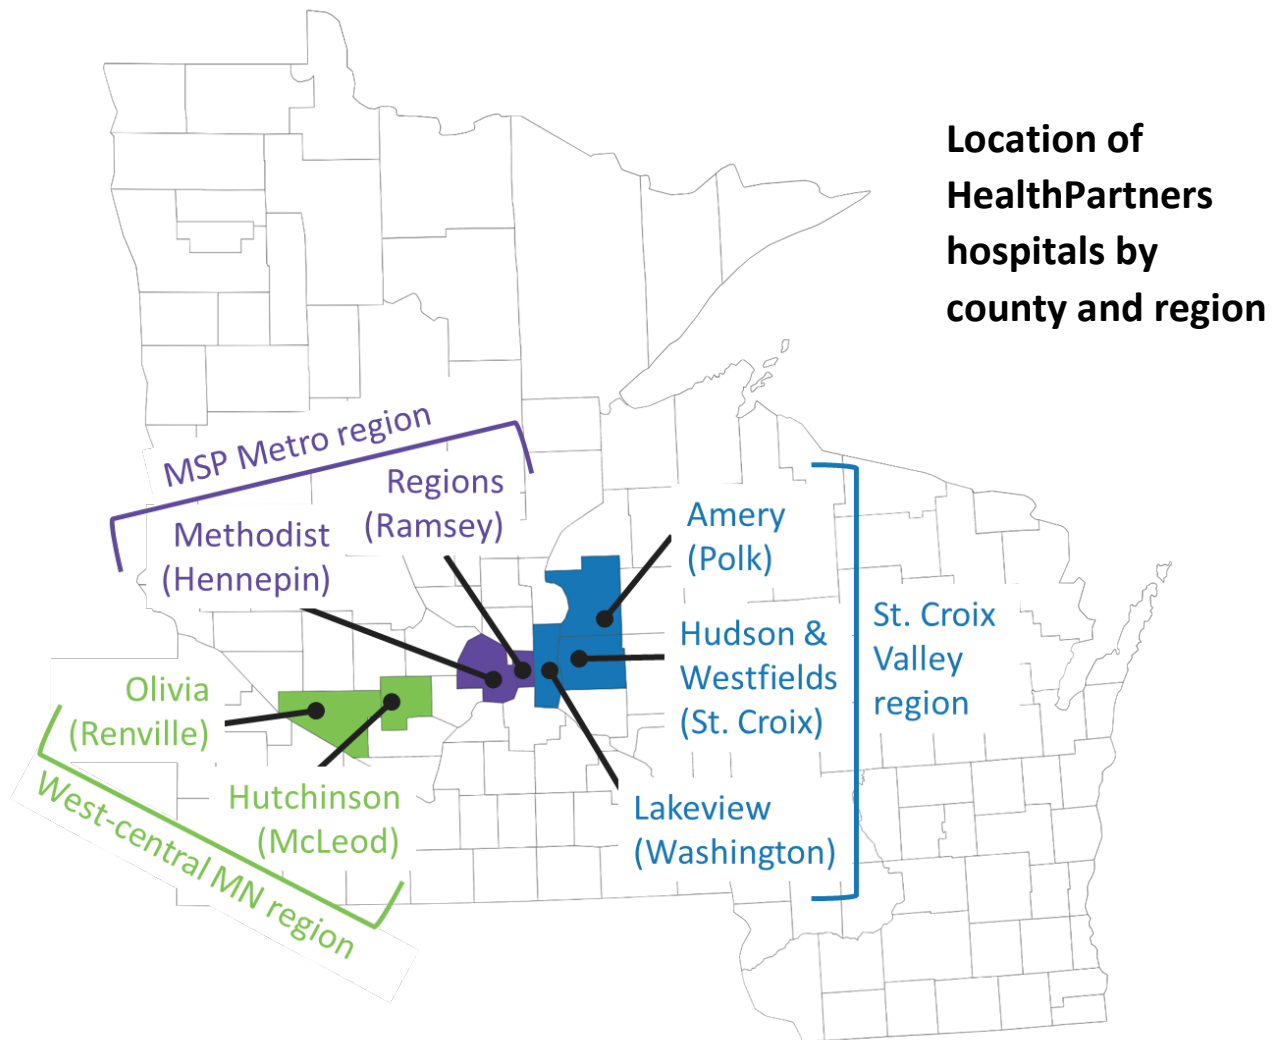 Location of
HealthPartners
hospitals by
county and region
MSP Metro region
Regions
(Ramsey)
Methodist
(Hennepin)
Amery
(Polk)
Hudson &
Westfields
(St. Croix)
St. Croix
Valley
region
Lakeview
(Washington)
Olivia
(Renville)
Hutchinson
(McLeod)
West-central MN region